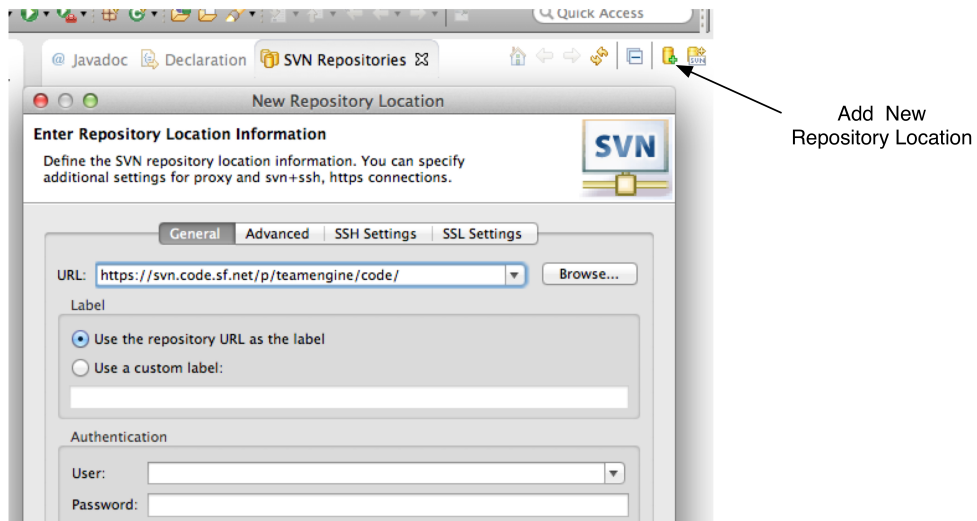 Quick Access
@ Javadoc Declaration SVN Repositories
SVN
Add New
Repository Location
New Repository Location
Enter Repository Location Information
Define the SVN repository location information. You can specify
additional settings for proxy and svn+ssh, https connections.
SVN
General Advanced SSH Settings SSL Settings
URL: https://svn.code.sf.net/p/teamengine/code/ Browse...
Label
Use the repository URL as the label
Use a custom label:
Authentication
User:
Password: